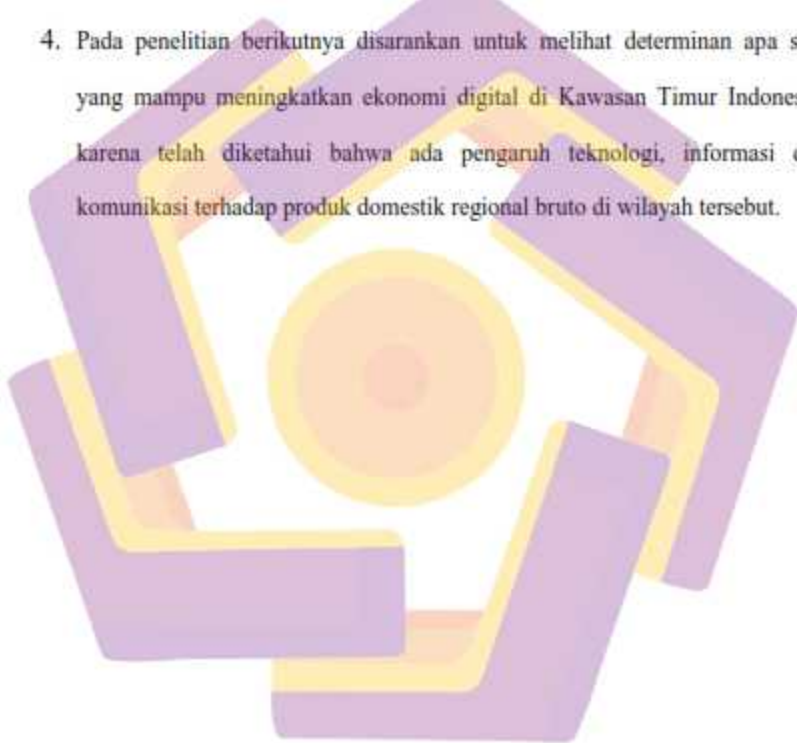 4. Pada penelitian berikutnya disarankan untuk melihat determinan apa
yang mampu meningkatkan ekonomi digital di Kawasan Timur
karena telah diketahui bahwa ada pengaruh teknologi, informasi
komunikasi terhadap produk domestik regional bruto di wilayah tersebut.